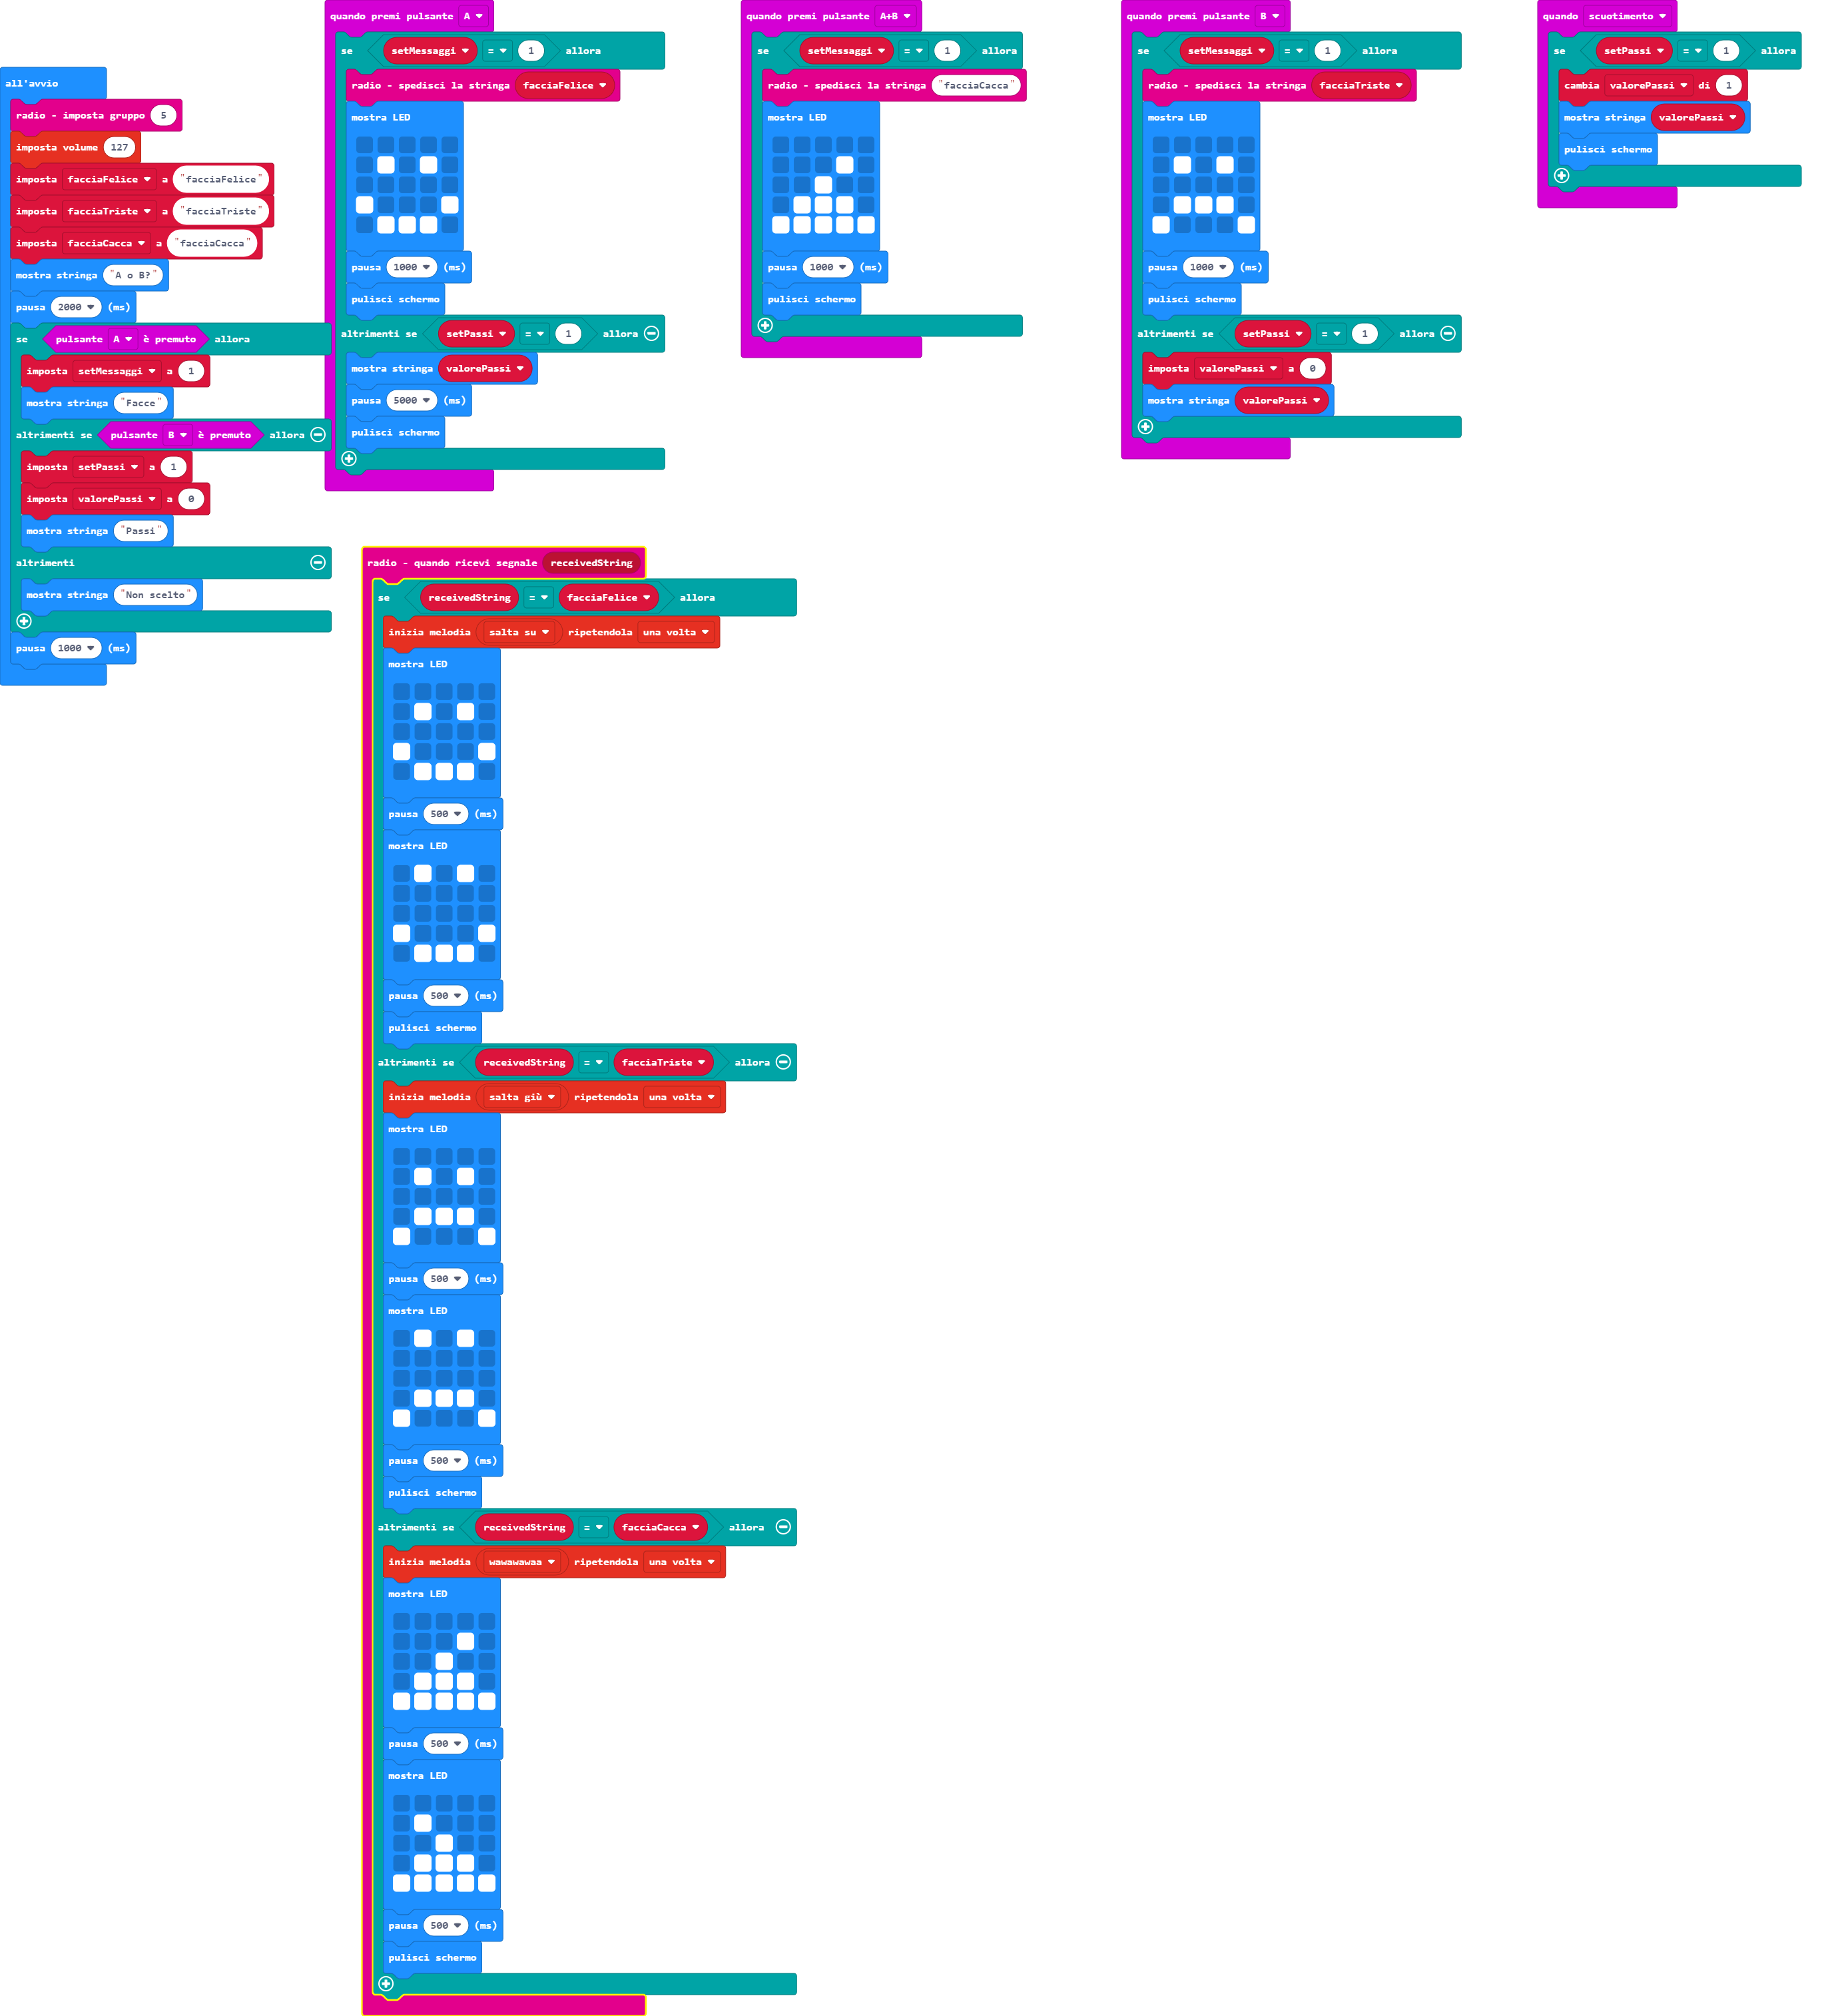 all'avvio
radio - imposta gruppo 5
imposta volume 127
imposta facciaFelice a "facciaFelice"
imposta facciaTriste a "facciaTriste"
imposta facciaCacca a "facciaCacca"
mostra stringa "A o B?"
pausa 2000 (ms)
se pulsante A è premuto allora
imposta setMessaggi a 1
mostra stringa "Facce"
altrimenti se pulsante B è premuto allora
imposta setPassi a 1
imposta valorePassi a 0
mostra stringa "Passi"
altrimenti
mostra stringa "Non scelto"
pausa 1000 (ms)
quando premi pulsante A
se setMessaggi = 1 allora
radio - spedisci la stringa facciaFelice
mostra LED
pausa 1000 (ms)
pulisci schermo
altrimenti se setPassi = 1 allora
mostra stringa valorePassi
pausa 5000 (ms)
pulisci schermo
quando premi pulsante A+B
se setMessaggi = 1 allora
radio - spedisci la stringa "facciaCacca"
mostra LED
pausa 1000 (ms)
pulisci schermo
quando premi pulsante B
se setMessaggi = 1 allora
radio - spedisci la stringa facciaTriste
mostra LED
pausa 1000 (ms)
pulisci schermo
altrimenti se setPassi = 1 allora
imposta valorePassi a 0
mostra stringa valorePassi
quando scuotimento
se setPassi = 1 allora
cambia valorePassi di 1
mostra stringa valorePassi
pulisci schermo
radio - quando ricevi segnale receivedString
se receivedString = facciaFelice allora
inizia melodia salta su ripetendola una volta
mostra LED
pausa 500 (ms)
mostra LED
pausa 500 (ms)
pulisci schermo
altrimenti se receivedString = facciaTriste allora
inizia melodia salta giù ripetendola una volta
mostra LED
pausa 500 (ms)
mostra LED
pausa 500 (ms)
pulisci schermo
altrimenti se receivedString = facciaCacca allora
inizia melodia wawawawaa ripetendola una volta
mostra LED
pausa 500 (ms)
mostra LED
pausa 500 (ms)
pulisci schermo